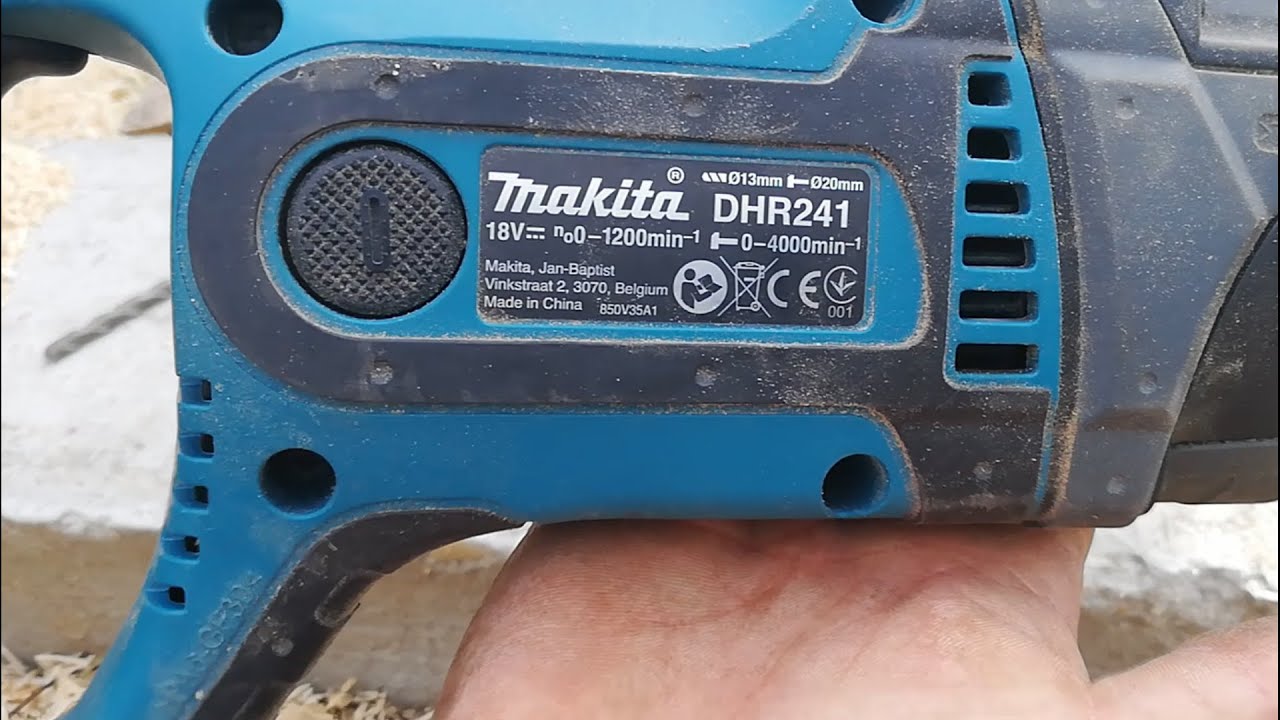 Makita® Ø13mm Ø20mm
DHR241
18V⎓ n₀0–1200min⁻¹ 0–4000min⁻¹
Makita, Jan-Baptist
Vinkstraat 2, 3070, Belgium
Made in China 850V35A1
CE
001